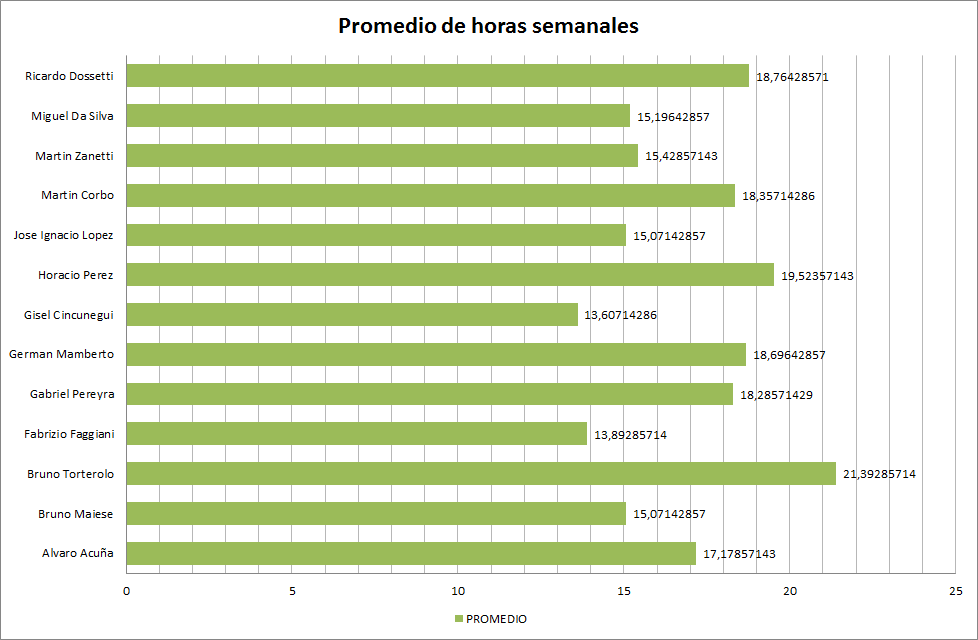 Promedio de horas semanales
Ricardo Dossetti 18,76428571
Miguel Da Silva 15,19642857
Martin Zanetti 15,42857143
Martin Corbo 18,35714286
Jose Ignacio Lopez 15,07142857
Horacio Perez 19,52357143
Gisel Cincunegui 13,60714286
German Mamberto 18,69642857
Gabriel Pereyra 18,28571429
Fabrizio Faggiani 13,89285714
Bruno Torterolo 21,39285714
Bruno Maiese 15,07142857
Alvaro Acuña 17,17857143
0 5 10 15 20 25
PROMEDIO